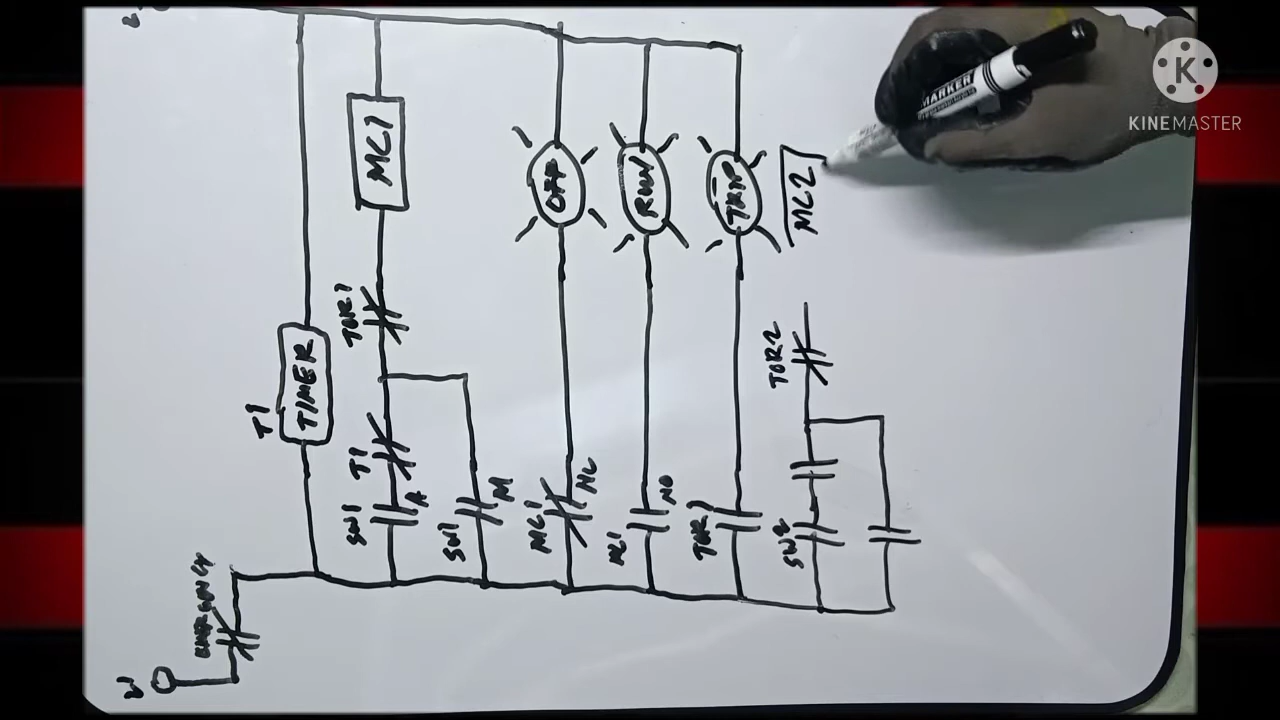 MC1
TOR1
TIMER
T1
T1
SW1
A
SW1
M
EMERGENCY
OFF
RUN
TRIP
MC1
NC
MC1
NO
TOR1
MC2
TOR2
SW2
MARKER
K
KINEMASTER